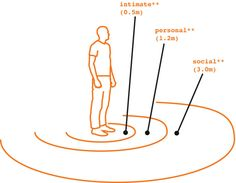 intimate**
(0.5m)
personal**
(1.2m)
social**
(3.0m)